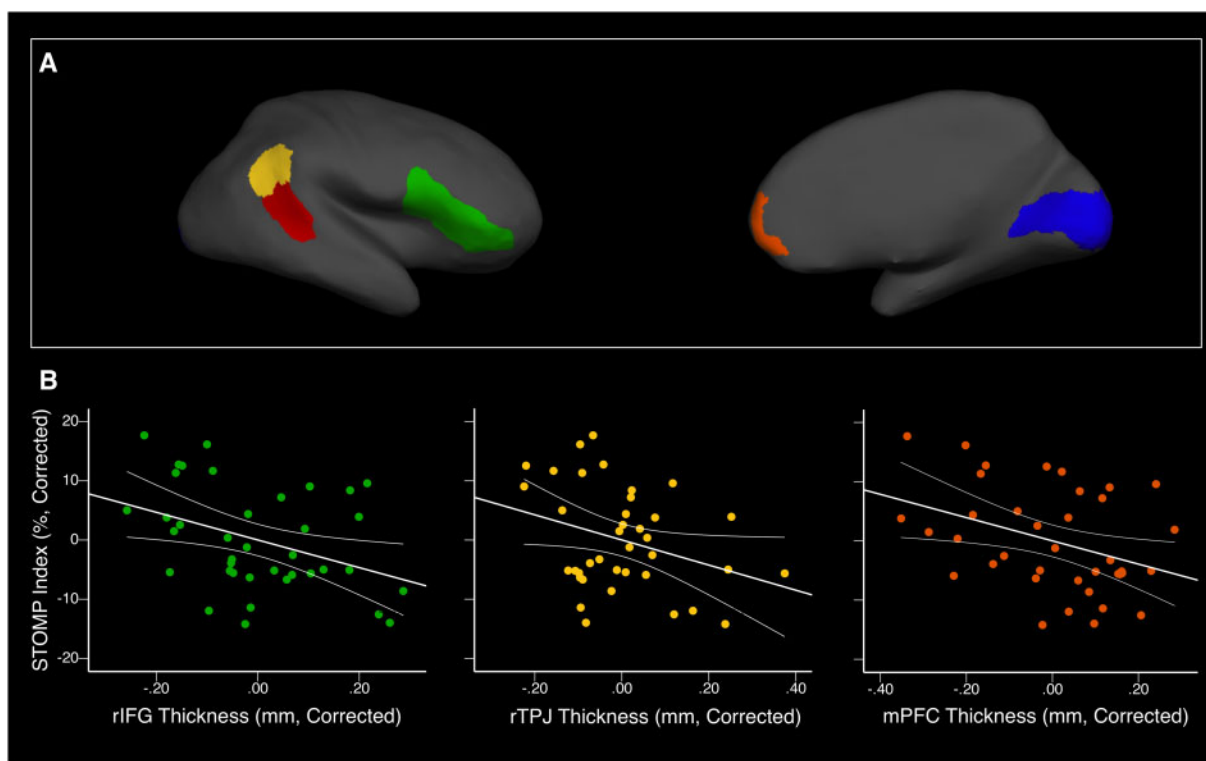 A
B
STOMP Index (%, Corrected)
20
10
0
-10
-20
-.20 .00 .20
rIFG Thickness (mm, Corrected)
-.20 .00 .20 .40
rTPJ Thickness (mm, Corrected)
-.40 -.20 .00 .20
mPFC Thickness (mm, Corrected)